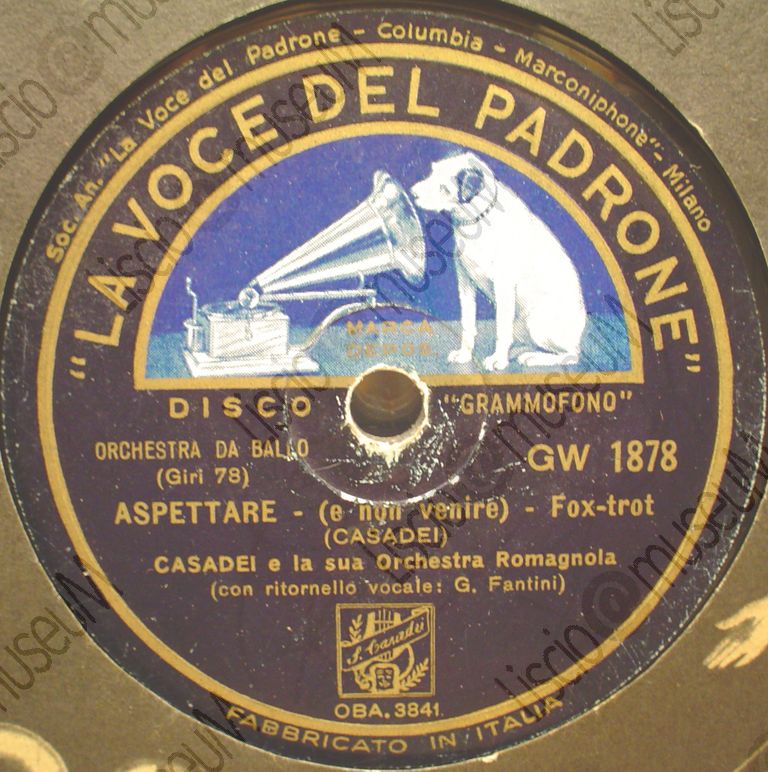 Soc. An. "La Voce del Padrone - Columbia - Marconiphone" - Milano
"LA VOCE DEL PADRONE"
MARCA
DEPOS.
DISCO "GRAMMOFONO"
ORCHESTRA DA BALLO
(Giri 78)
GW 1878
ASPETTARE - (e non venire) - Fox-trot
(CASADEI)
CASADEI e la sua Orchestra Romagnola
(con ritornello vocale: G. Fantini)
S. Casadei
OBA. 3841.
FABBRICATO IN ITALIA
Liscio@museuM